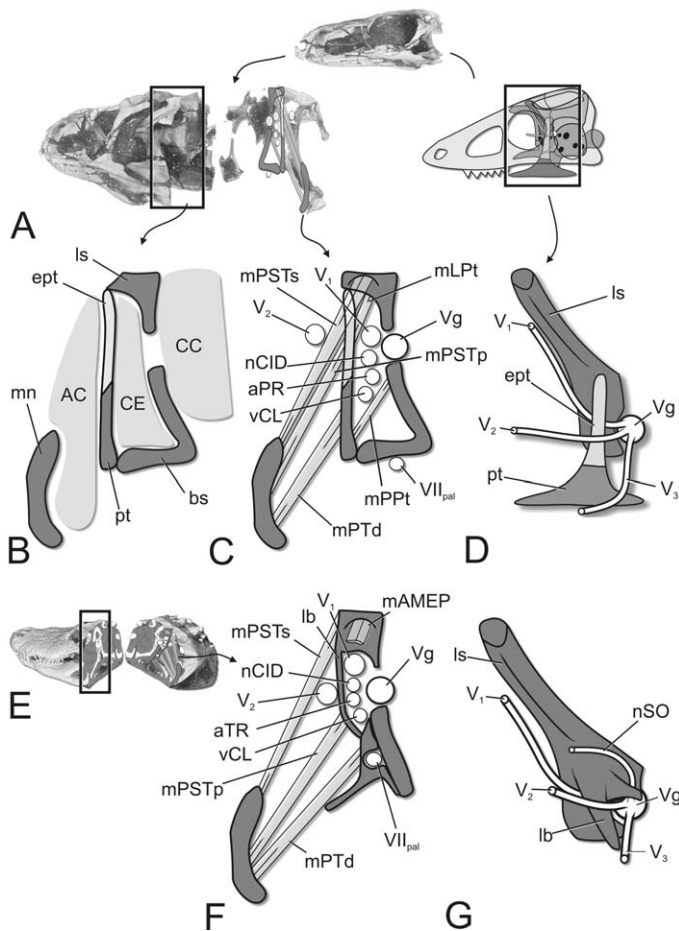 A
ls
ept
AC
CE
CC
mn
pt
bs
B
mPSTs
V1
mLPt
V2
Vg
nCID
mPSTp
aPR
vCL
mPPt
VIIpal
mPTd
C
ls
V1
ept
Vg
V2
pt
V3
D
E
V1
lb
mAMEP
mPSTs
nCID
Vg
V2
aTR
vCL
mPSTp
VIIpal
mPTd
F
ls
V1
nSO
V2
Vg
lb
V3
G